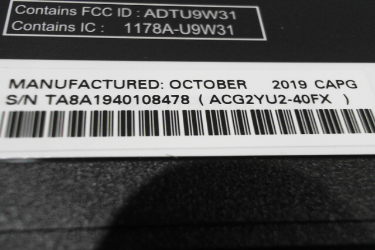 Contains FCC ID : ADTU9W31
Contains IC : 1178A-U9W31
MANUFACTURED: OCTOBER 2019 CAPG
S/N TA8A1940108478 ( ACG2YU2-40FX )